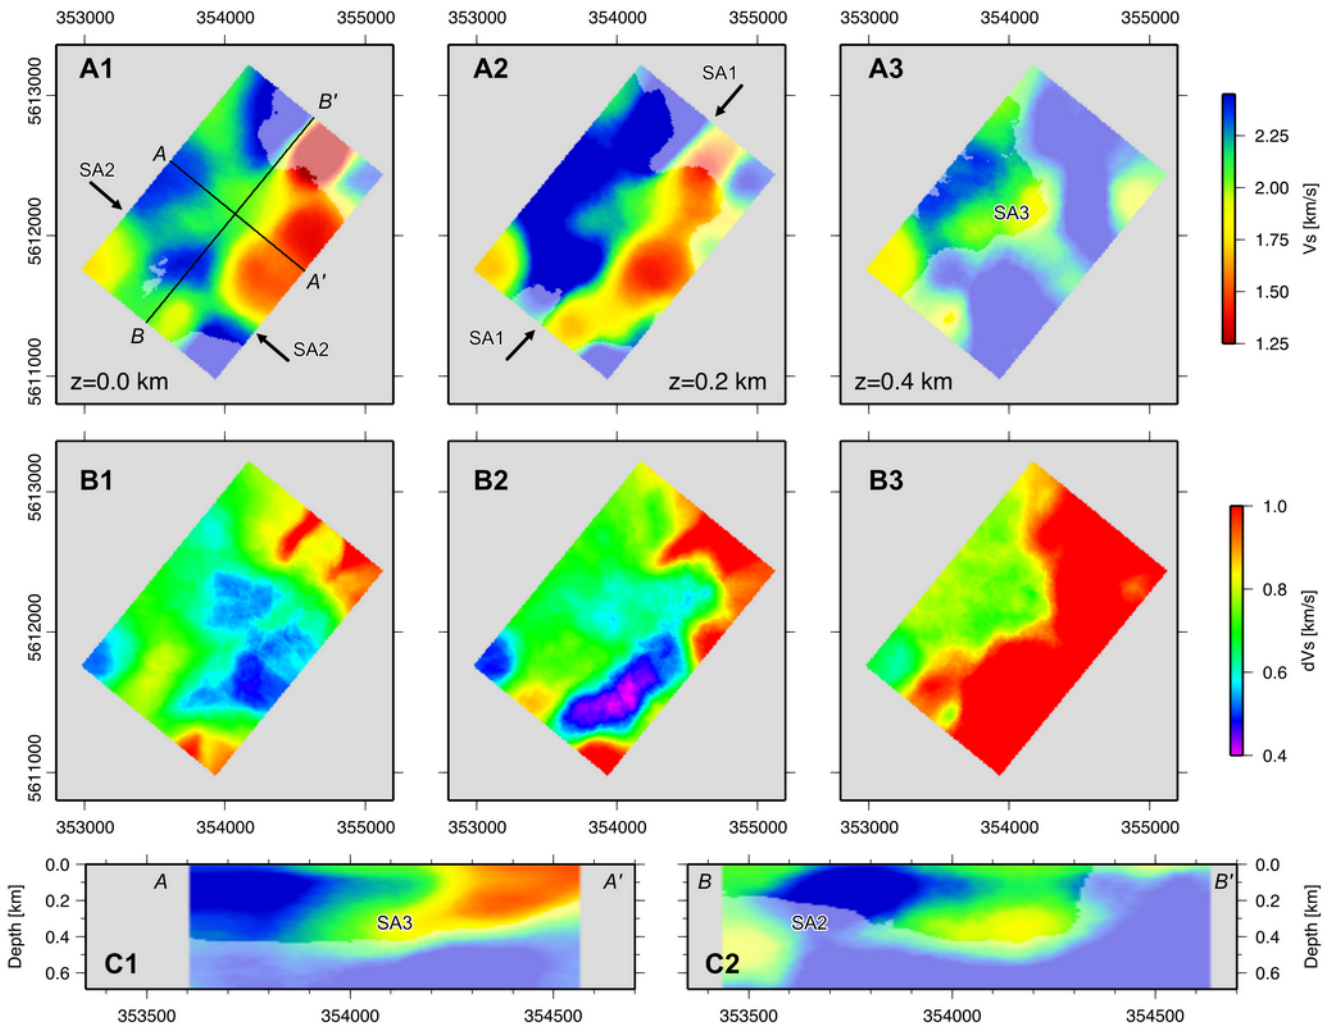 353000 354000 355000 353000 354000 355000 353000 354000 355000
A1 A2 A3
5613000
5612000
5611000
B'
A
SA2
A'
B
SA2
z=0.0 km
SA1
SA1
z=0.2 km
SA3
z=0.4 km
2.25
2.00
1.75
1.50
1.25
Vs [km/s]
B1 B2 B3
5613000
5612000
5611000
1.0
0.8
0.6
0.4
dVs [km/s]
353000 354000 355000 353000 354000 355000 353000 354000 355000
0.0
0.2
0.4
0.6
Depth [km]
A A'
SA3
C1
353500 354000 354500
B B'
SA2
C2
0.0
0.2
0.4
0.6
Depth [km]
353500 354000 354500